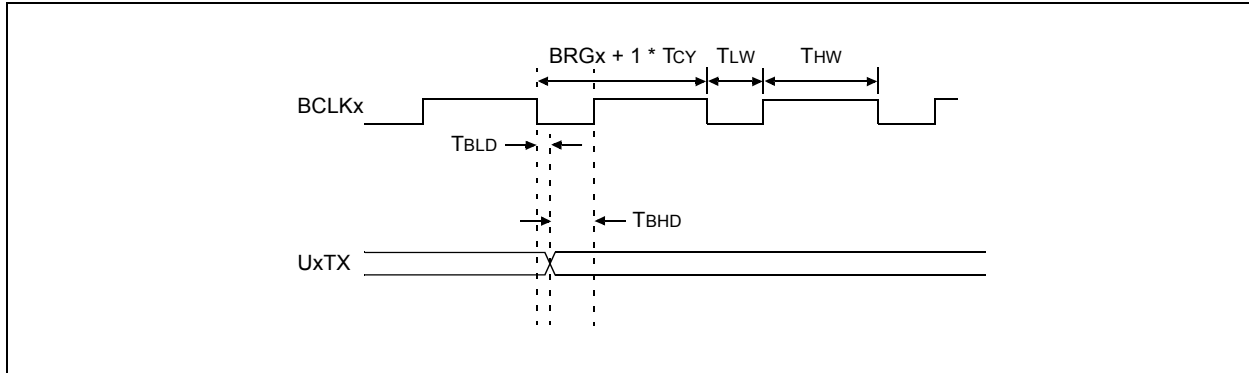 BRGx + 1 * TCY TLW THW
BCLKx
TBLD
TBHD
UxTX